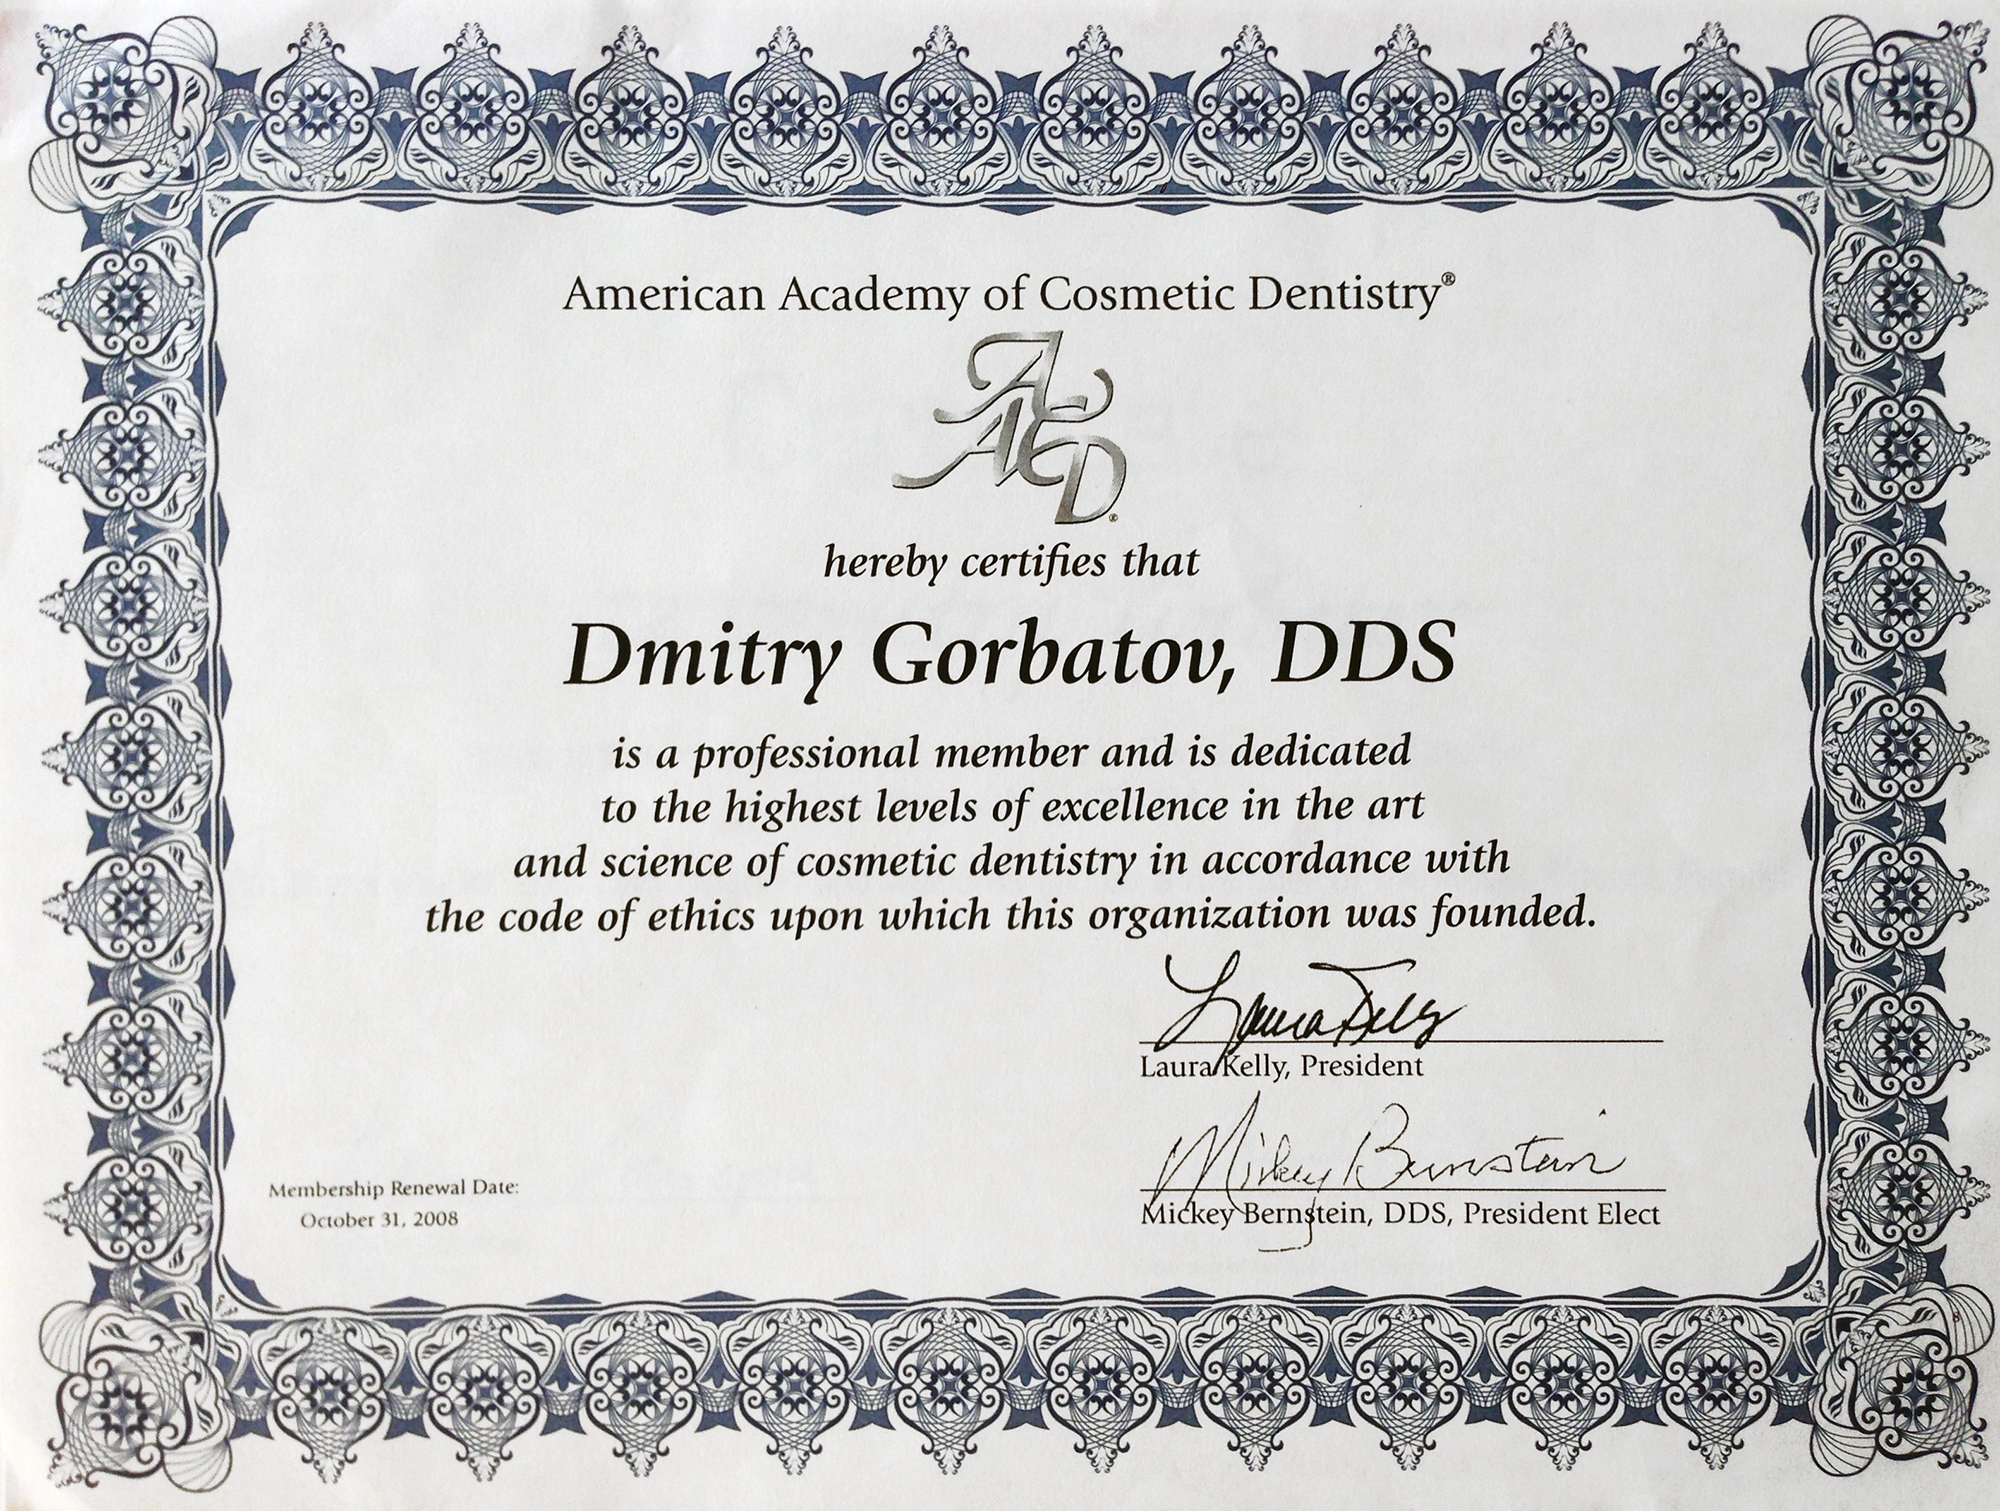 American Academy of Cosmetic Dentistry®
AACD®
hereby certifies that
Dmitry Gorbatov, DDS
is a professional member and is dedicated
to the highest levels of excellence in the art
and science of cosmetic dentistry in accordance with
the code of ethics upon which this organization was founded.
Laura Kelly
Laura Kelly, President
Mickey Bernstein
Mickey Bernstein, DDS, President Elect
Membership Renewal Date:
October 31, 2008